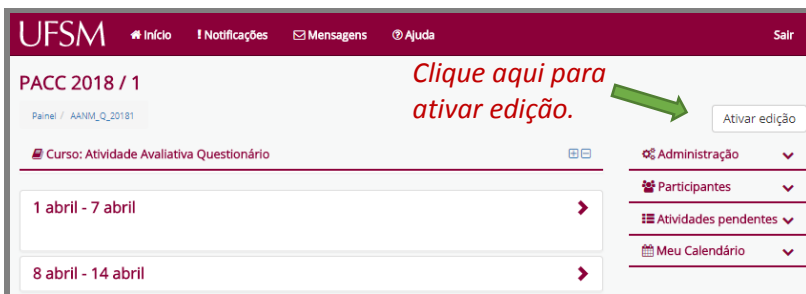 UFSM Início ! Notificações Mensagens Ajuda Sair
PACC 2018 / 1
Clique aqui para
ativar edição.
Painel / AANM_Q_20181
Ativar edição
Curso: Atividade Avaliativa Questionário
Administração
Participantes
1 abril - 7 abril
Atividades pendentes
Meu Calendário
8 abril - 14 abril